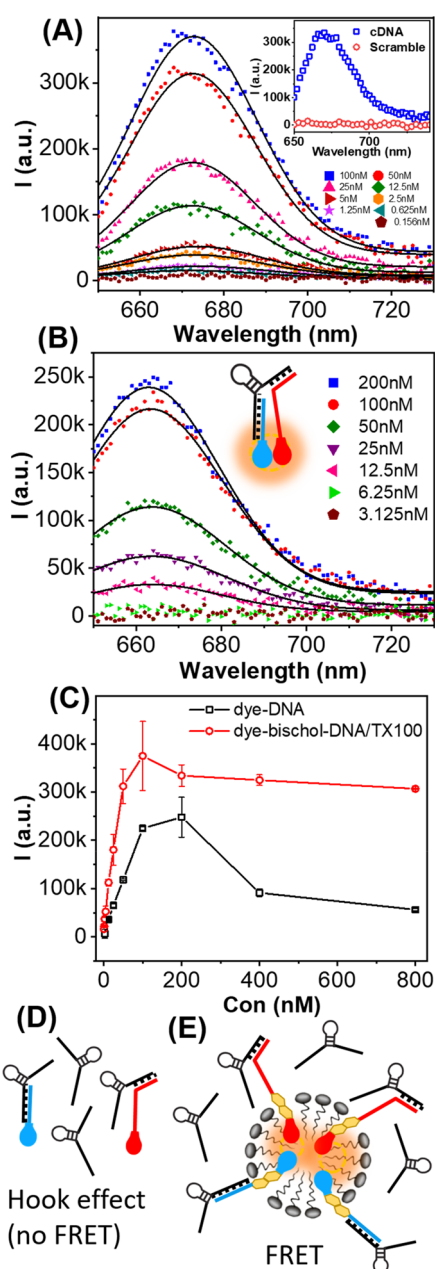 (A)
300k
200k
100k
0
I (a.u.)
660
680
700
720
Wavelength (nm)
300k
200k
100k
0
I (a.u.)
650
700
Wavelength (nm)
cDNA
Scramble
100nM
50nM
25nM
12.5nM
5nM
2.5nM
1.25nM
0.625nM
0.156nM
(B)
250k
200k
150k
100k
50k
0
I (a.u.)
660
680
700
720
Wavelength (nm)
200nM
100nM
50nM
25nM
12.5nM
6.25nM
3.125nM
(C)
400k
300k
200k
100k
0
I (a.u.)
0
200
400
600
800
Con (nM)
dye-DNA
dye-bischol-DNA/TX100
(D)
Hook effect
(no FRET)
(E)
FRET